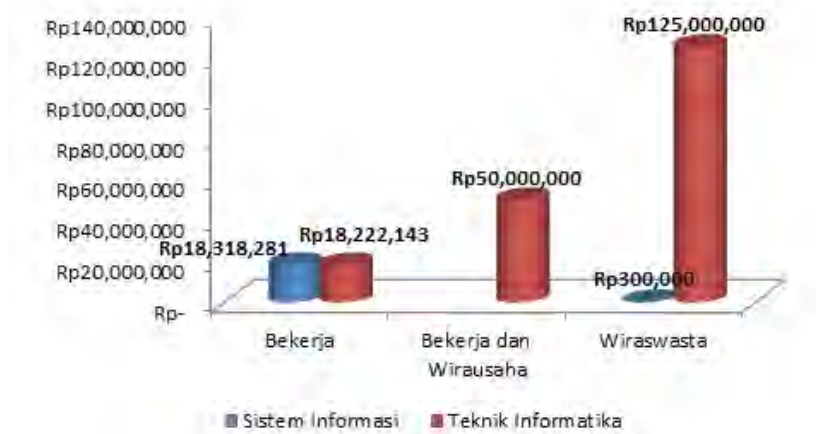 Rp140,000,000
Rp120,000,000
Rp100,000,000
Rp80,000,000
Rp60,000,000
Rp40,000,000
Rp20,000,000
Rp-
Rp18,318,281
Rp18,222,143
Rp50,000,000
Rp300,000
Rp125,000,000
Bekerja
Bekerja dan
Wirausaha
Wiraswasta
Sistem Informasi
Teknik Informatika